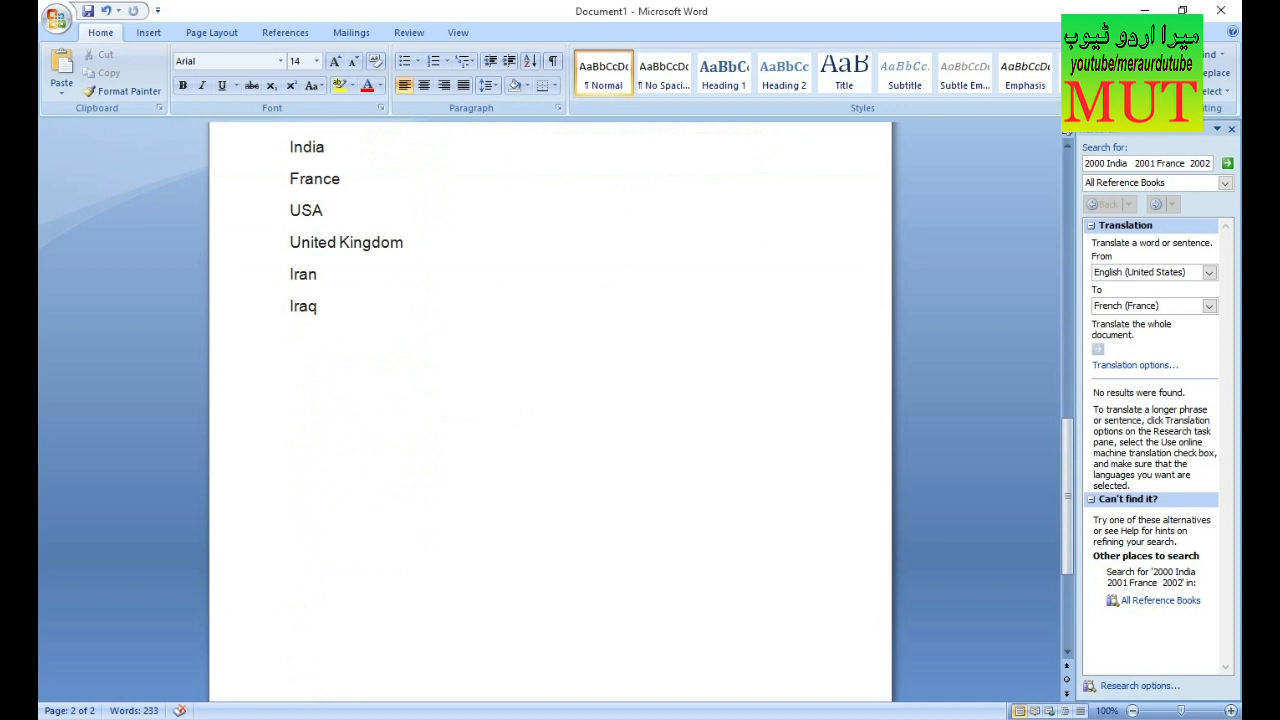 Document1 - Microsoft Word
Home Insert Page Layout References Mailings Review View
میرا اردو ٹیوب
youtube/meraurdutube
MUT
Paste
Cut
Copy
Format Painter
Clipboard
Arial 14
Font
Paragraph
AaBbCcDc AaBbCcDc AaBbC AaBbCc AaB AaBbCc. AaBbCcDc AaBbCcDc
¶ Normal ¶ No Spaci... Heading 1 Heading 2 Title Subtitle Subtle Em... Emphasis
Styles
India
France
USA
United Kingdom
Iran
Iraq
Search for:
2000 India 2001 France 2002
All Reference Books
Back
Translation
Translate a word or sentence.
From
English (United States)
To
French (France)
Translate the whole
document.
Translation options...
No results were found.
To translate a longer phrase
or sentence, click Translation
options on the Research task
pane, select the Use online
machine translation check box,
and make sure that the
languages you want are
selected.
Can't find it?
Try one of these alternatives
or see Help for hints on
refining your search.
Other places to search
Search for '2000 India
2001 France 2002' in:
All Reference Books
Research options...
Page: 2 of 2 Words: 233
100%